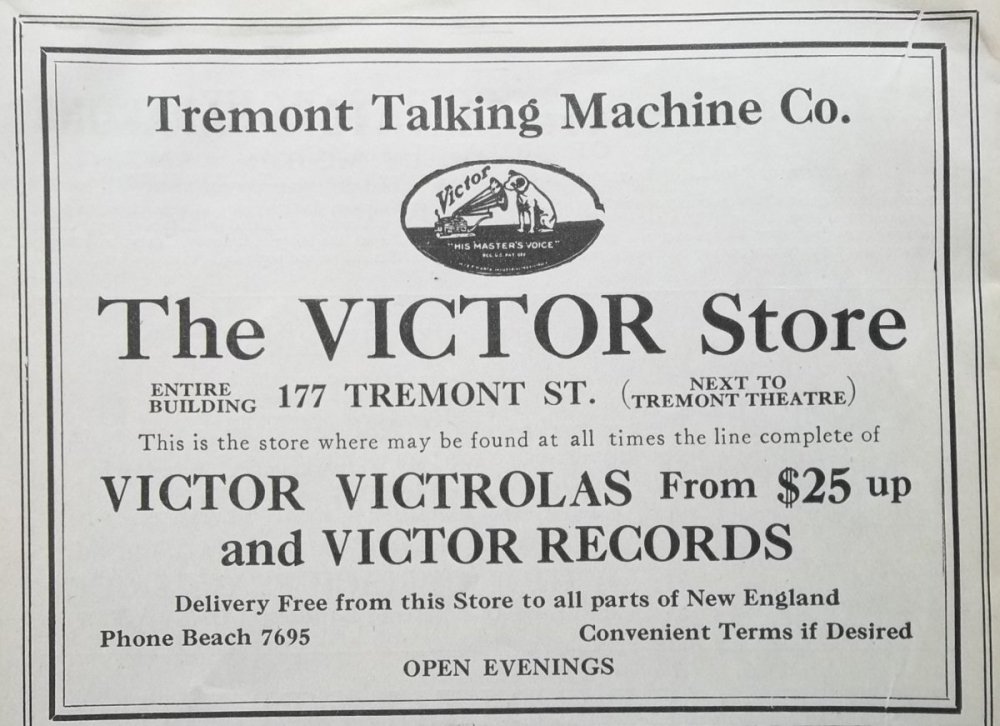 Tremont Talking Machine Co.
Victor
"HIS MASTER'S VOICE"
REG. U.S. PAT. OFF
The VICTOR Store
ENTIRE
BUILDING
177 TREMONT ST.
(NEXT TO
TREMONT THEATRE)
This is the store where may be found at all times the line complete of
VICTOR VICTROLAS From $25 up
and VICTOR RECORDS
Delivery Free from this Store to all parts of New England
Phone Beach 7695
Convenient Terms if Desired
OPEN EVENINGS